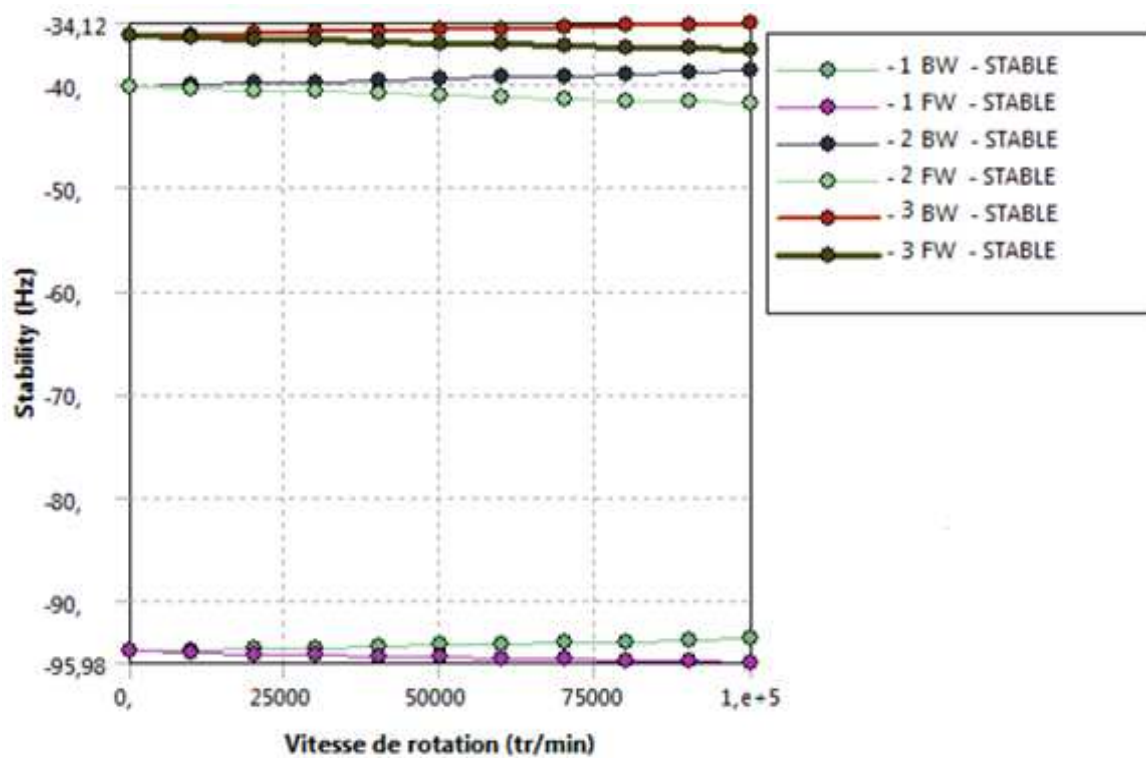 -34,12
-40,
-50,
-60,
-70,
-80,
-90,
-95,98
Stability (Hz)
0,
25000
50000
75000
1,e+5
Vitesse de rotation (tr/min)
- 1 BW - STABLE
- 1 FW - STABLE
- 2 BW - STABLE
- 2 FW - STABLE
- 3 BW - STABLE
- 3 FW - STABLE